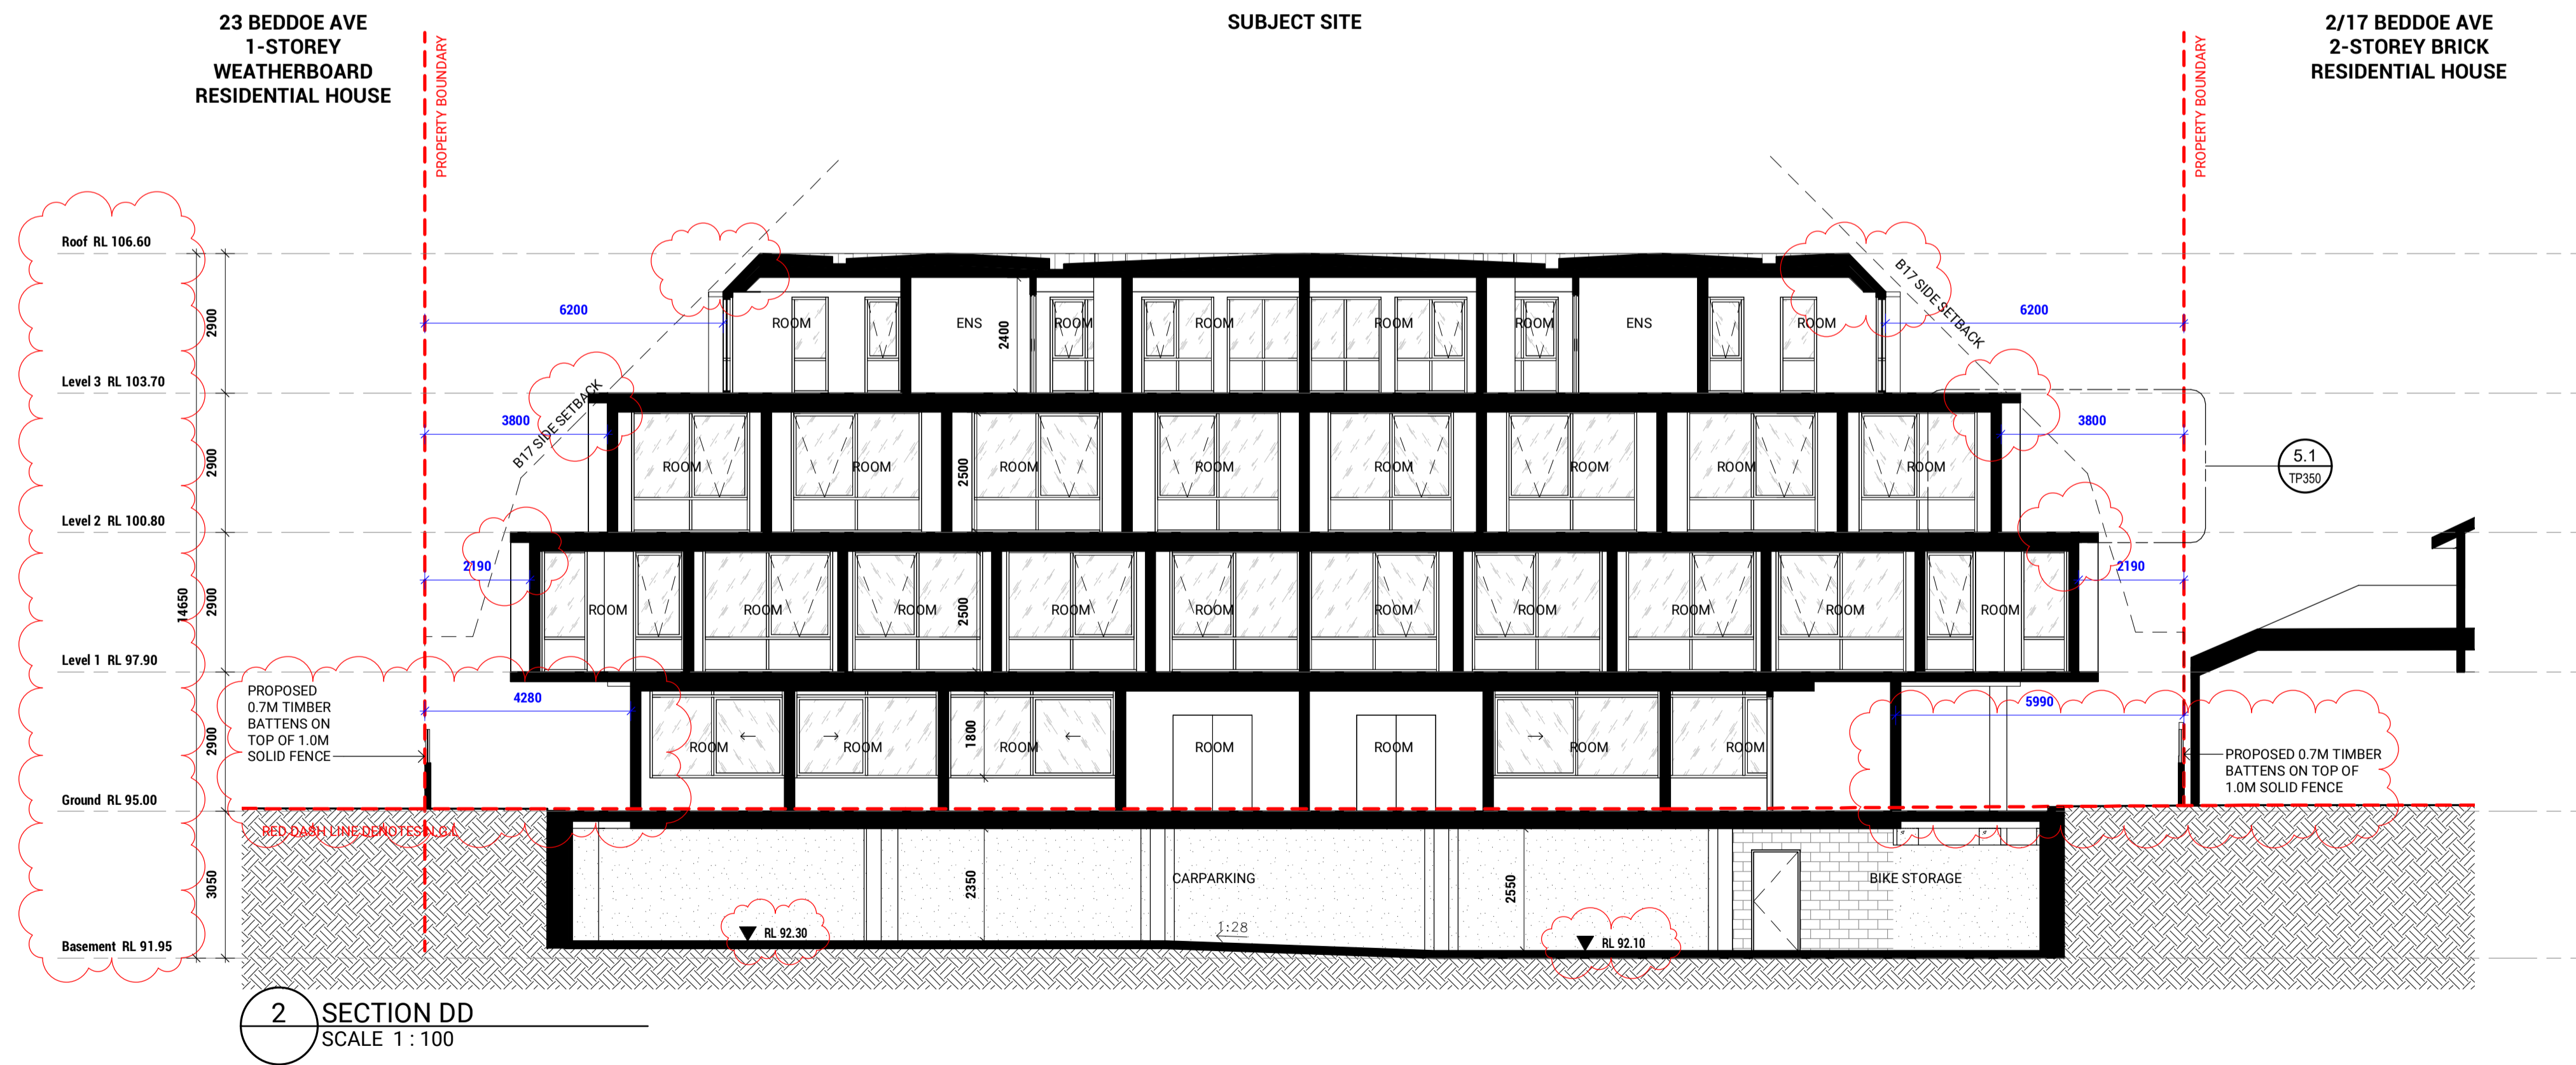 23 BEDDOE AVE
1-STOREY
WEATHERBOARD
RESIDENTIAL HOUSE
PROPERTY BOUNDARY
SUBJECT SITE
PROPERTY BOUNDARY
2/17 BEDDOE AVE
2-STOREY BRICK
RESIDENTIAL HOUSE
Roof RL 106.60
B17 SIDE SETBACK
2900
6200
ROOM
ENS
2400
ROOM
ROOM
ROOM
ROOM
ENS
ROOM
6200
Level 3 RL 103.70
B17 SIDE SETBACK
3800
3800
2900
ROOM
ROOM
2500
ROOM
ROOM
ROOM
ROOM
ROOM
ROOM
5.1
TP350
Level 2 RL 100.80
2190
2190
14650
2900
ROOM
ROOM
ROOM
2500
ROOM
ROOM
ROOM
ROOM
ROOM
ROOM
ROOM
Level 1 RL 97.90
PROPOSED
0.7M TIMBER
BATTENS ON
TOP OF 1.0M
SOLID FENCE
4280
5990
2900
ROOM
ROOM
1800
ROOM
ROOM
ROOM
ROOM
ROOM
PROPOSED 0.7M TIMBER
BATTENS ON TOP OF
1.0M SOLID FENCE
Ground RL 95.00
RED DASH LINE DENOTES N.G.L
3050
2350
CARPARKING
2550
BIKE STORAGE
Basement RL 91.95
RL 92.30
1:28
RL 92.10
2
SECTION DD
SCALE 1 : 100